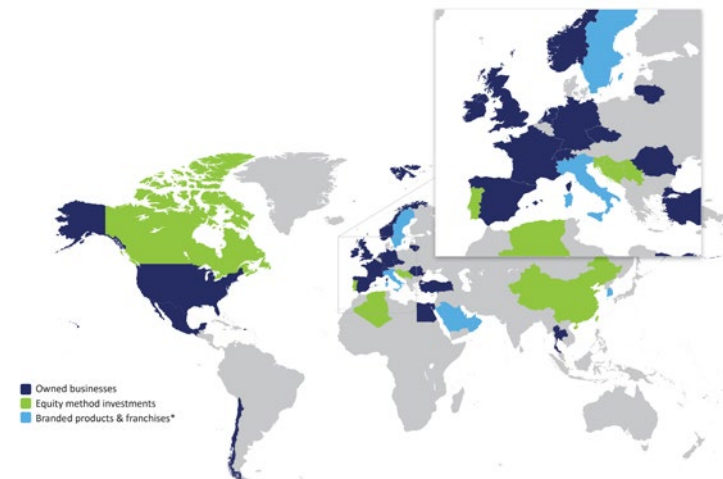 Owned businesses
Equity method investments
Branded products & franchises*